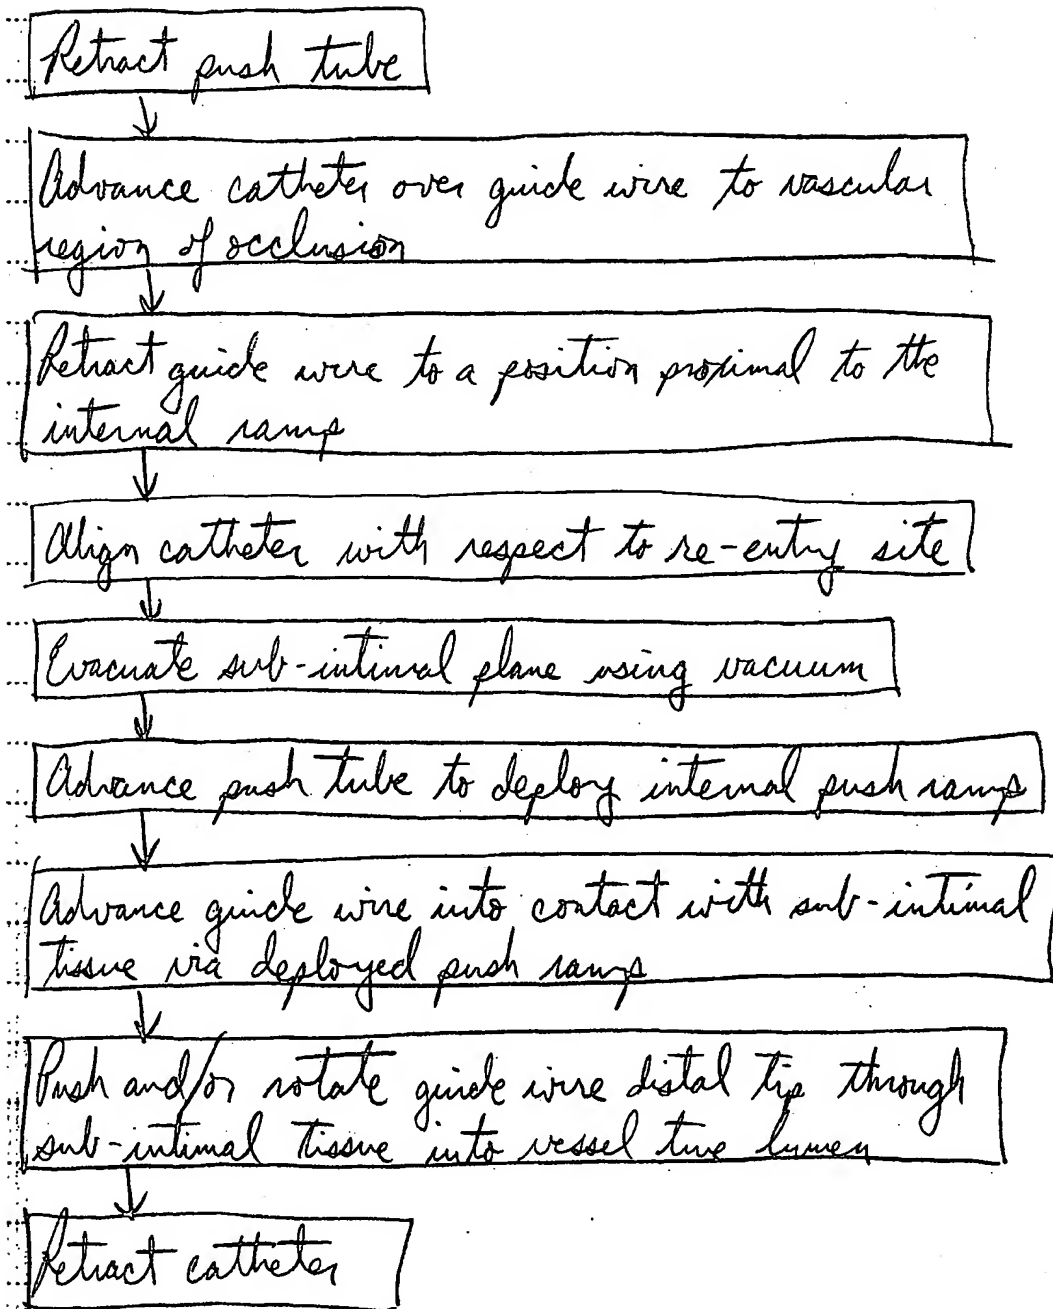 Retract push tube
Advance catheter over guide wire to vascular
region of occlusion
Retract guide wire to a position proximal to the
internal ramp
Align catheter with respect to re-entry site
Evacuate sub-intimal plane using vacuum
Advance push tube to deploy internal push ramp
Advance guide wire into contact with sub-intimal
tissue via deployed push ramp
Push and/or rotate guide wire distal tip through
sub-intimal tissue into vessel true lumen
Retract catheter